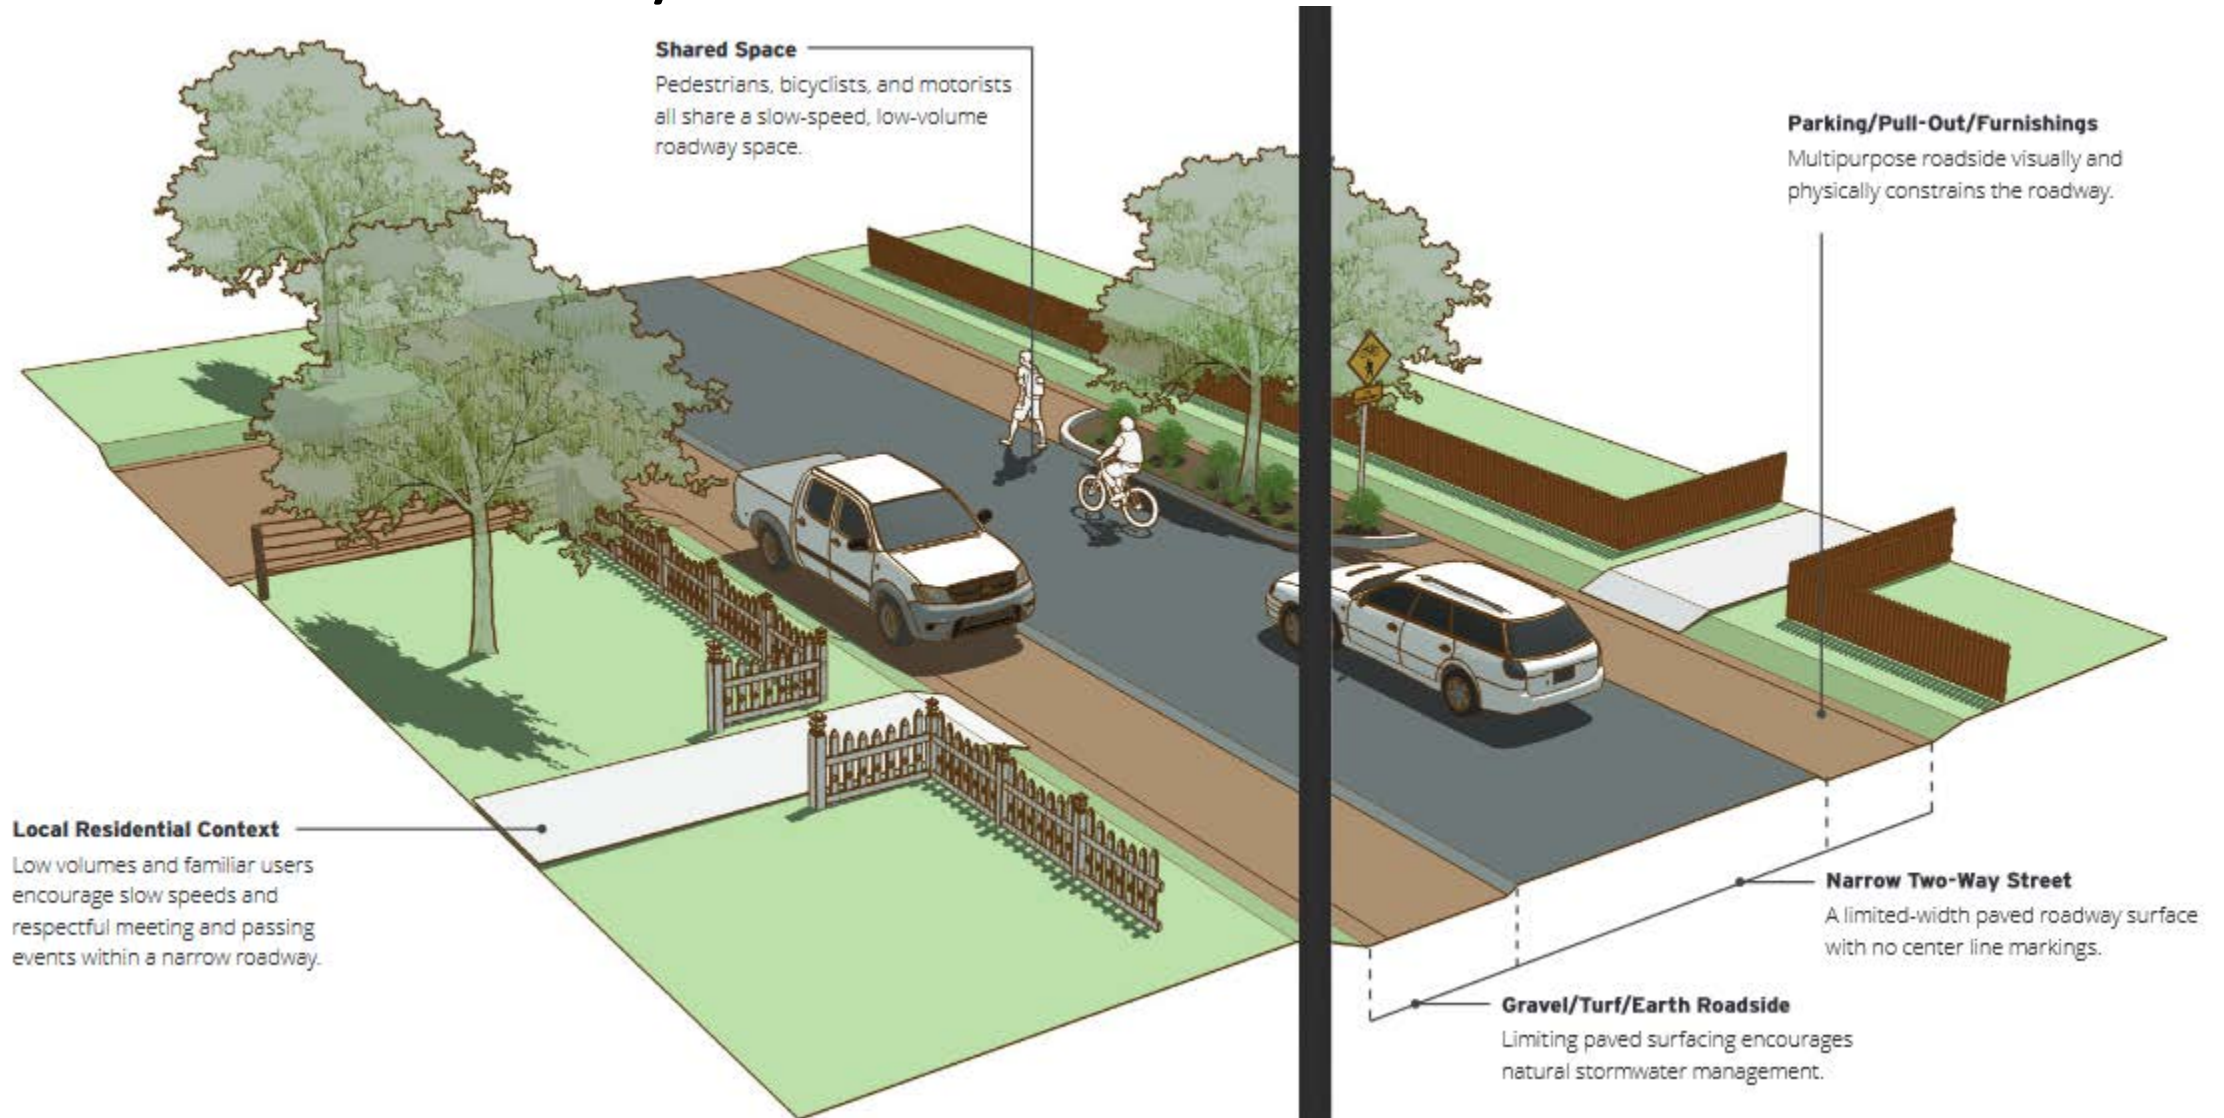 Shared Space
Pedestrians, bicyclists, and motorists
all share a slow-speed, low-volume
roadway space.
Parking/Pull-Out/Furnishings
Multipurpose roadside visually and
physically constrains the roadway.
Local Residential Context
Low volumes and familiar users
encourage slow speeds and
respectful meeting and passing
events within a narrow roadway.
Narrow Two-Way Street
A limited-width paved roadway surface
with no center line markings.
Gravel/Turf/Earth Roadside
Limiting paved surfacing encourages
natural stormwater management.